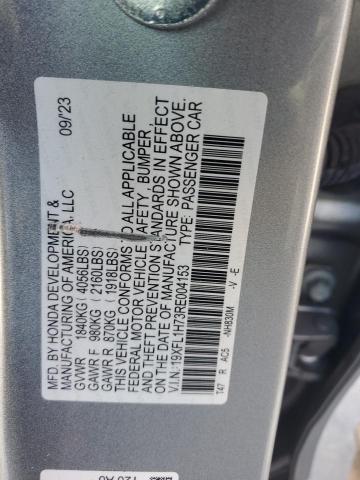 MFD. BY HONDA DEVELOPMENT & 09/23
MANUFACTURING OF AMERICA, LLC
GVWR 1840KG( 4066LBS)
GAWR F 980KG ( 2160LBS)
GAWR R 870KG ( 1918LBS)
THIS VEHICLE CONFORMS TO ALL APPLICABLE
FEDERAL MOTOR VEHICLE SAFETY, BUMPER,
AND THEFT PREVENTION STANDARDS IN EFFECT
ON THE DATE OF MANUFACTURE SHOWN ABOVE.
V.I.N.:19XFL1H73RE004153 TYPE: PASSENGER CAR
T47 R AC5 -NH830M -V -E